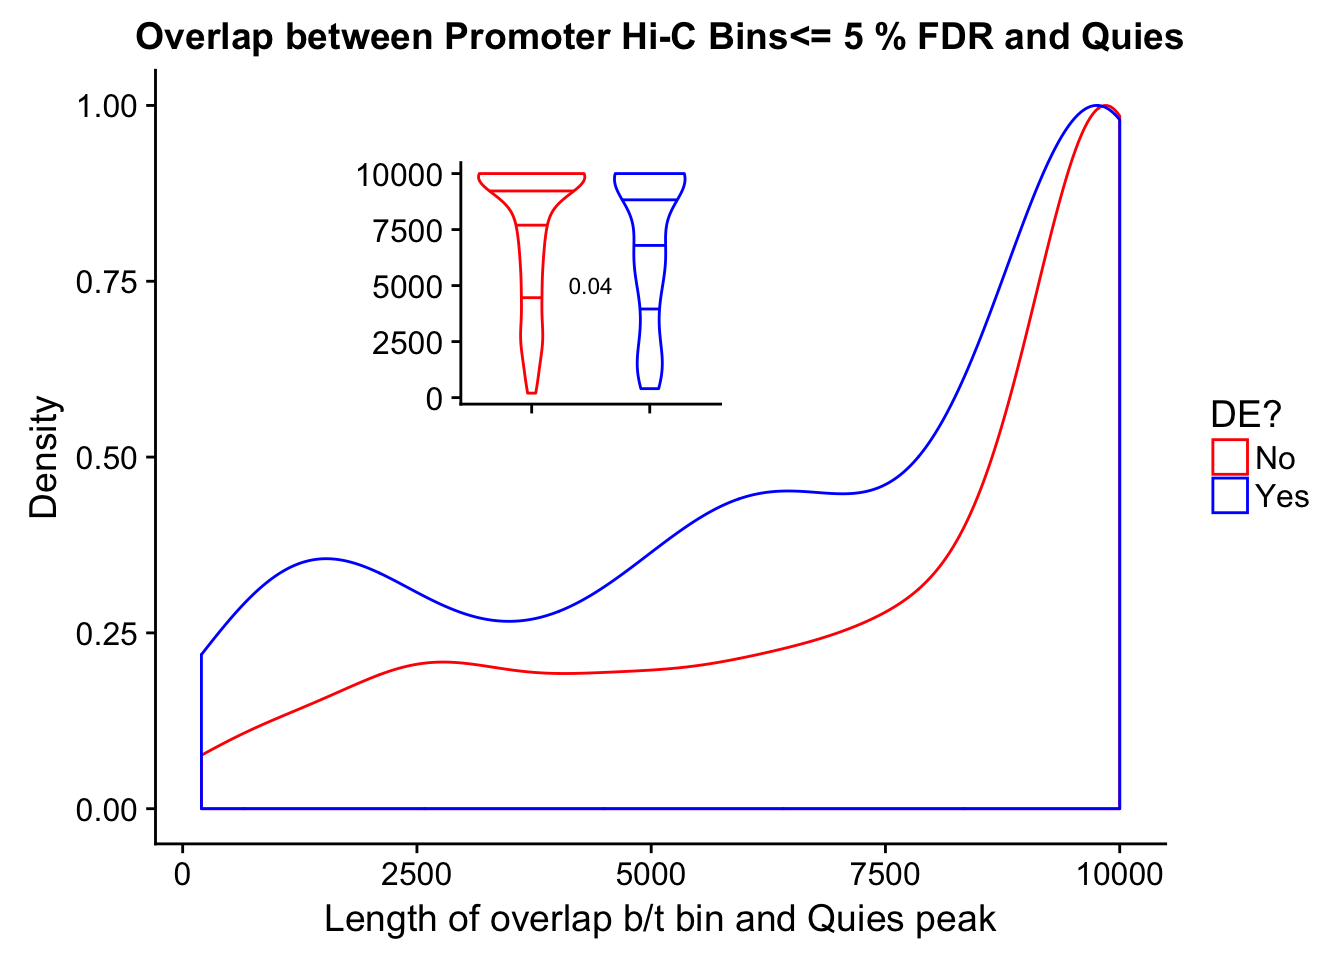 Overlap between Promoter Hi-C Bins<= 5 % FDR and Quies
Density
1.00
0.75
0.50
0.25
0.00
10000
7500
5000
2500
0
0.04
0 2500 5000 7500 10000
Length of overlap b/t bin and Quies peak
DE?
No
Yes